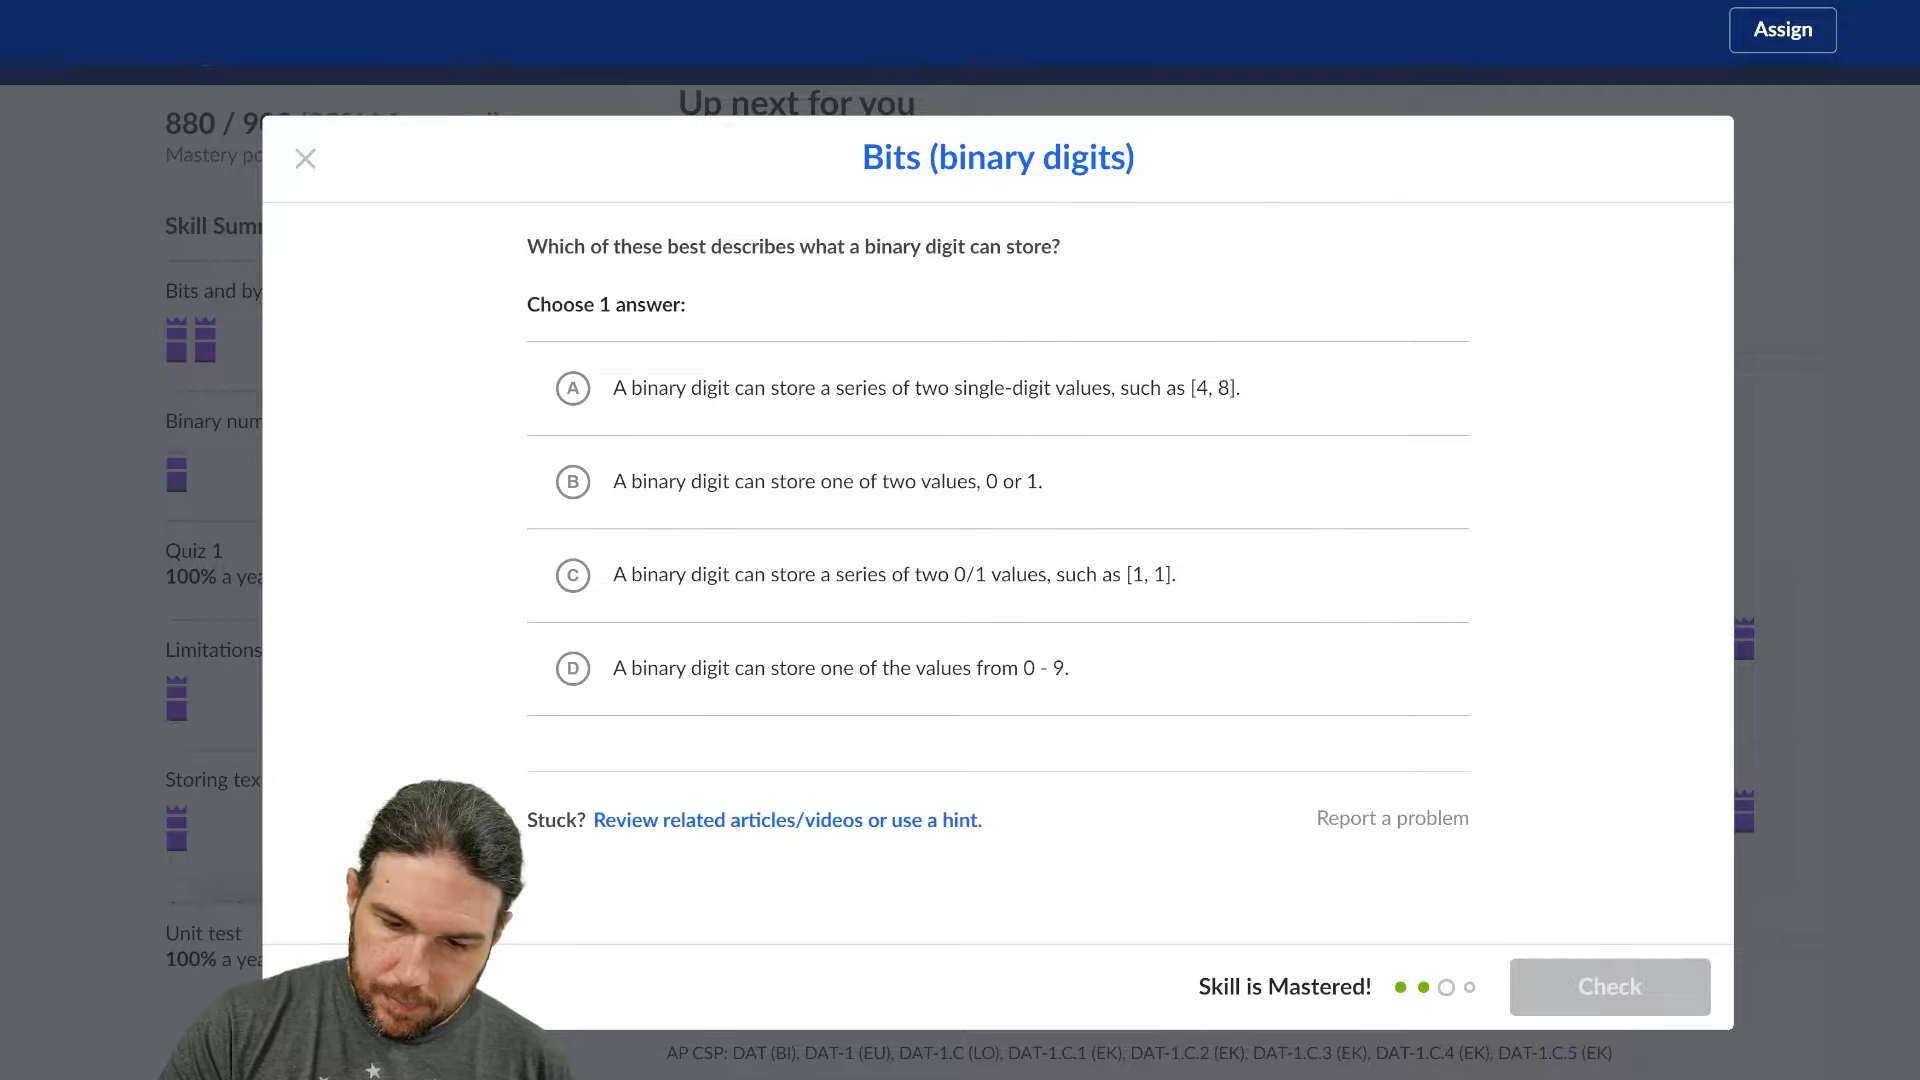 Assign
Up next for you
880 / 9
Mastery
Bits (binary digits)
Skill Summ
Which of these best describes what a binary digit can store?
Bits and by
Choose 1 answer:
A A binary digit can store a series of two single-digit values, such as [4, 8].
Binary num
B A binary digit can store one of two values, 0 or 1.
Quiz 1
100% a yea
C A binary digit can store a series of two 0/1 values, such as [1, 1].
Limitations
D A binary digit can store one of the values from 0 - 9.
Storing tex
Stuck? Review related articles/videos or use a hint.
Report a problem
Unit test
100% a yea
Skill is Mastered!
Check
AP CSP: DAT (BI), DAT-1 (EU), DAT-1.C (LO), DAT-1.C.1 (EK), DAT-1.C.2 (EK), DAT-1.C.3 (EK), DAT-1.C.4 (EK), DAT-1.C.5 (EK)